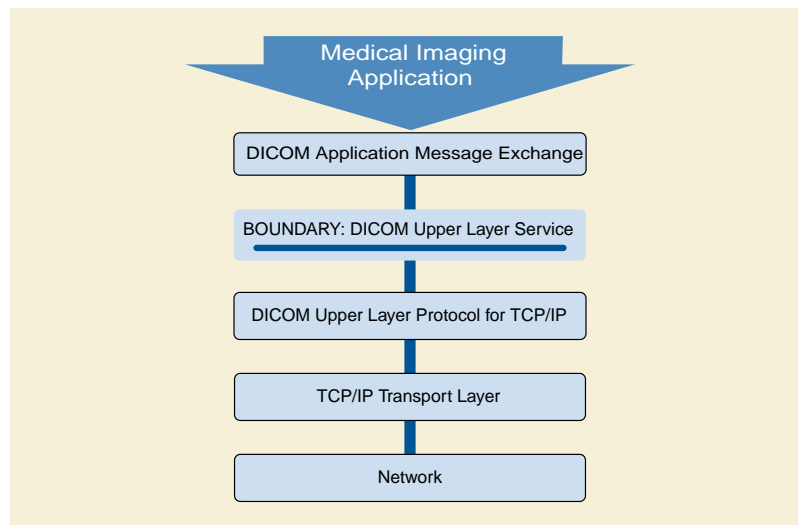 Medical Imaging
Application
DICOM Application Message Exchange
BOUNDARY: DICOM Upper Layer Service
DICOM Upper Layer Protocol for TCP/IP
TCP/IP Transport Layer
Network